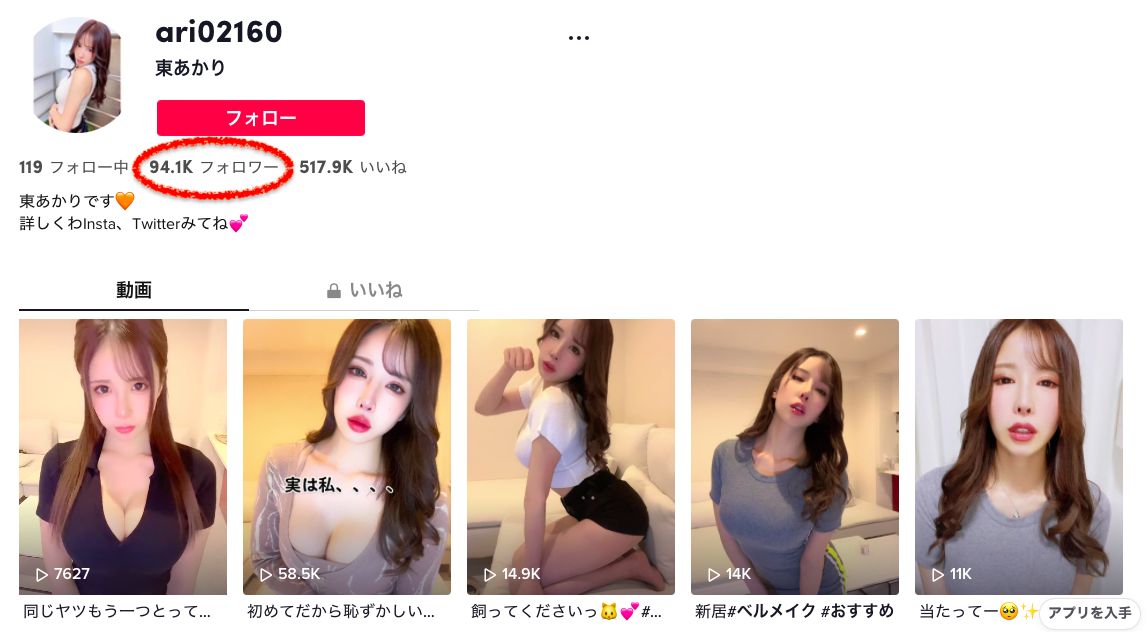 ari02160
東あかり
フォロー
119 フォロー中 94.1K フォロワー 517.9K いいね
東あかりです🧡
詳しくわInsta、Twitterみてね💕
動画 いいね
実は私、、、、。
7627 58.5K 14.9K 14K 11K
同じヤツもう一つとって... 初めてだから恥ずかしい... 飼ってくださいっ🐱💕#... 新居#ベルメイク #おすすめ 当たってー🥺✨
アプリを入手